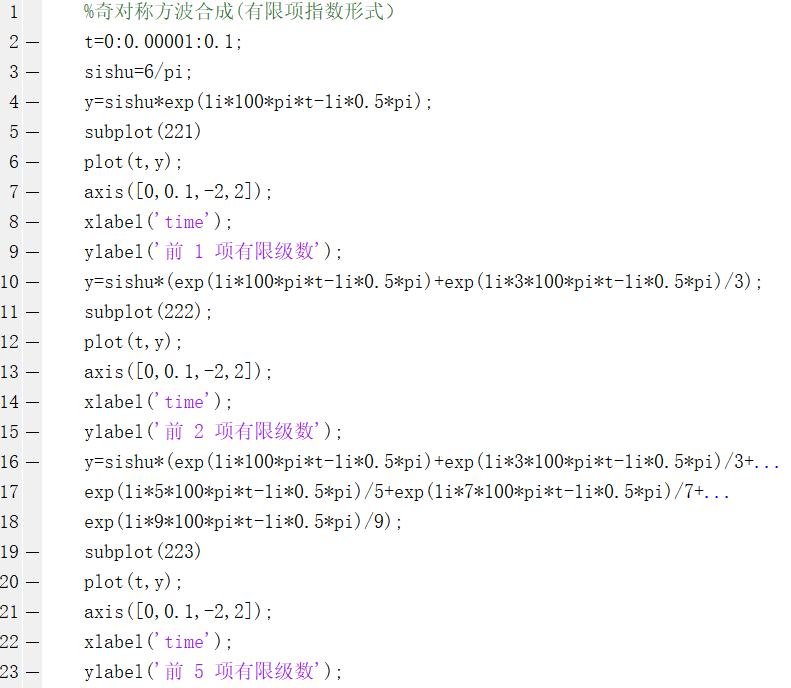 1 %奇对称方波合成(有限项指数形式)
2 — t=0:0.00001:0.1;
3 — sishu=6/pi;
4 — y=sishu*exp(1i*100*pi*t-1i*0.5*pi);
5 — subplot(221)
6 — plot(t,y);
7 — axis([0,0.1,-2,2]);
8 — xlabel('time');
9 — ylabel('前 1 项有限级数');
10 — y=sishu*(exp(1i*100*pi*t-1i*0.5*pi)+exp(1i*3*100*pi*t-1i*0.5*pi)/3);
11 — subplot(222);
12 — plot(t,y);
13 — axis([0,0.1,-2,2]);
14 — xlabel('time');
15 — ylabel('前 2 项有限级数');
16 — y=sishu*(exp(1i*100*pi*t-1i*0.5*pi)+exp(1i*3*100*pi*t-1i*0.5*pi)/3+...
17 exp(1i*5*100*pi*t-1i*0.5*pi)/5+exp(1i*7*100*pi*t-1i*0.5*pi)/7+...
18 exp(1i*9*100*pi*t-1i*0.5*pi)/9);
19 — subplot(223)
20 — plot(t,y);
21 — axis([0,0.1,-2,2]);
22 — xlabel('time');
23 — ylabel('前 5 项有限级数');